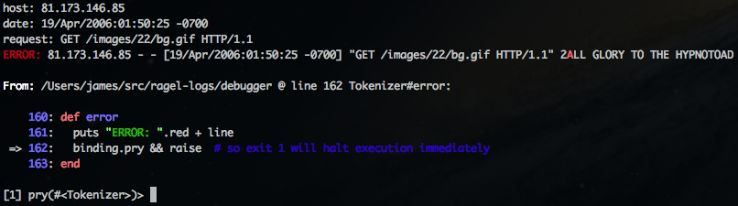 host: 81.173.146.85
date: 19/Apr/2006:01:50:25 -0700
request: GET /images/22/bg.gif HTTP/1.1
ERROR: 81.173.146.85 - - [19/Apr/2006:01:50:25 -0700] "GET /images/22/bg.gif HTTP/1.1" 2ALL GLORY TO THE HYPNOTOAD
From: /Users/james/src/ragel-logs/debugger @ line 162 Tokenizer#error:
160: def error
161:   puts "ERROR: ".red + line
=> 162:   binding.pry && raise  # so exit 1 will halt execution immediately
163: end
[1] pry(#<Tokenizer>)>